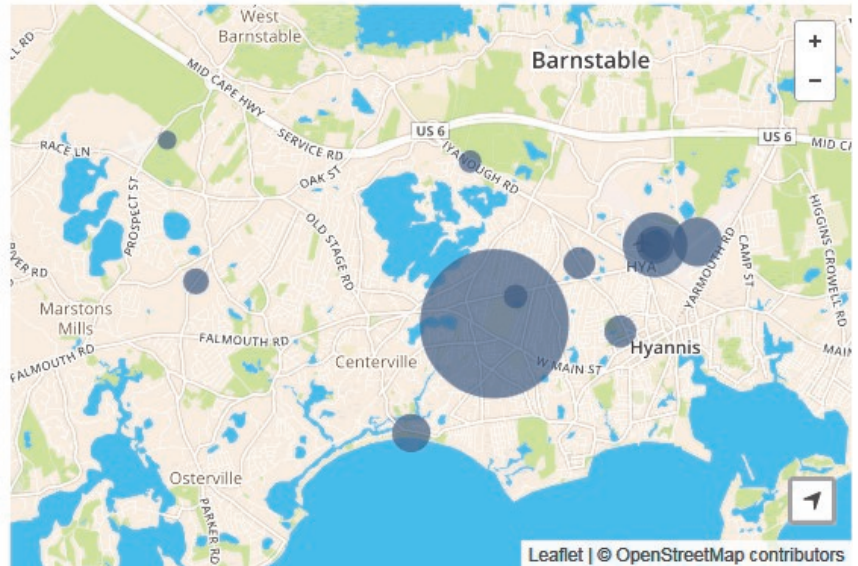 West
Barnstable
Barnstable
+
−
MID CAPE HWY
US 6
US 6
MID C
RACE LN
SERVICE RD
IYANOUGH RD
OAK ST
PROSPECT ST
OLD STAGE RD
HIGGINS CROWELL RD
CAMP ST
YARMOUTH RD
HYA
RIVER RD
Marstons
Mills
FALMOUTH RD
FALMOUTH RD
Centerville
W MAIN ST
Hyannis
MAIN
Osterville
PARKER RD
Leaflet | © OpenStreetMap contributors